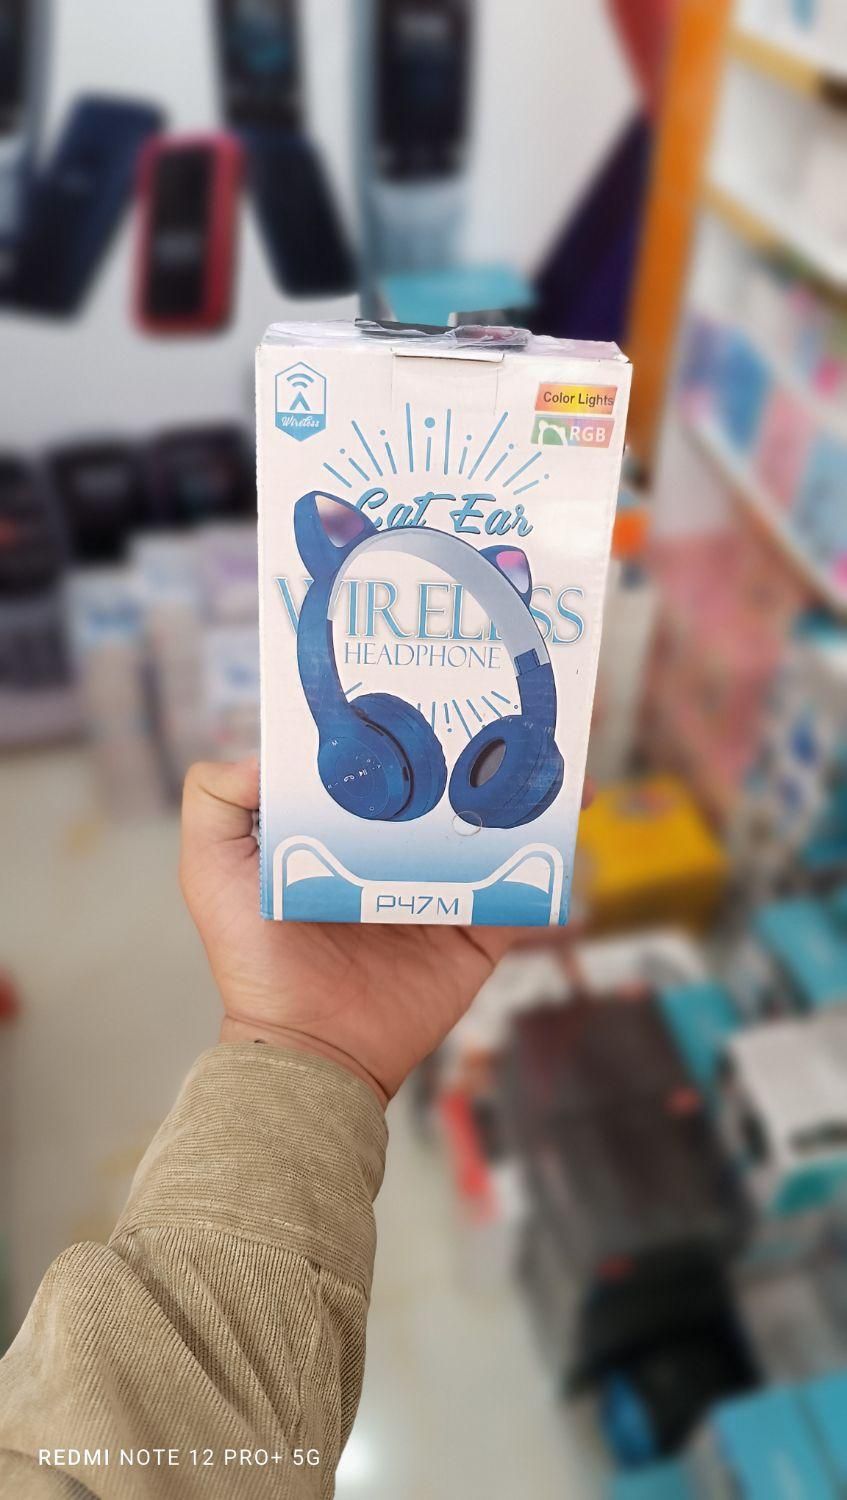 Wireless
Color Lights
RGB
Cat Ear
WIRELESS
HEADPHONE
P47M
REDMI NOTE 12 PRO+ 5G